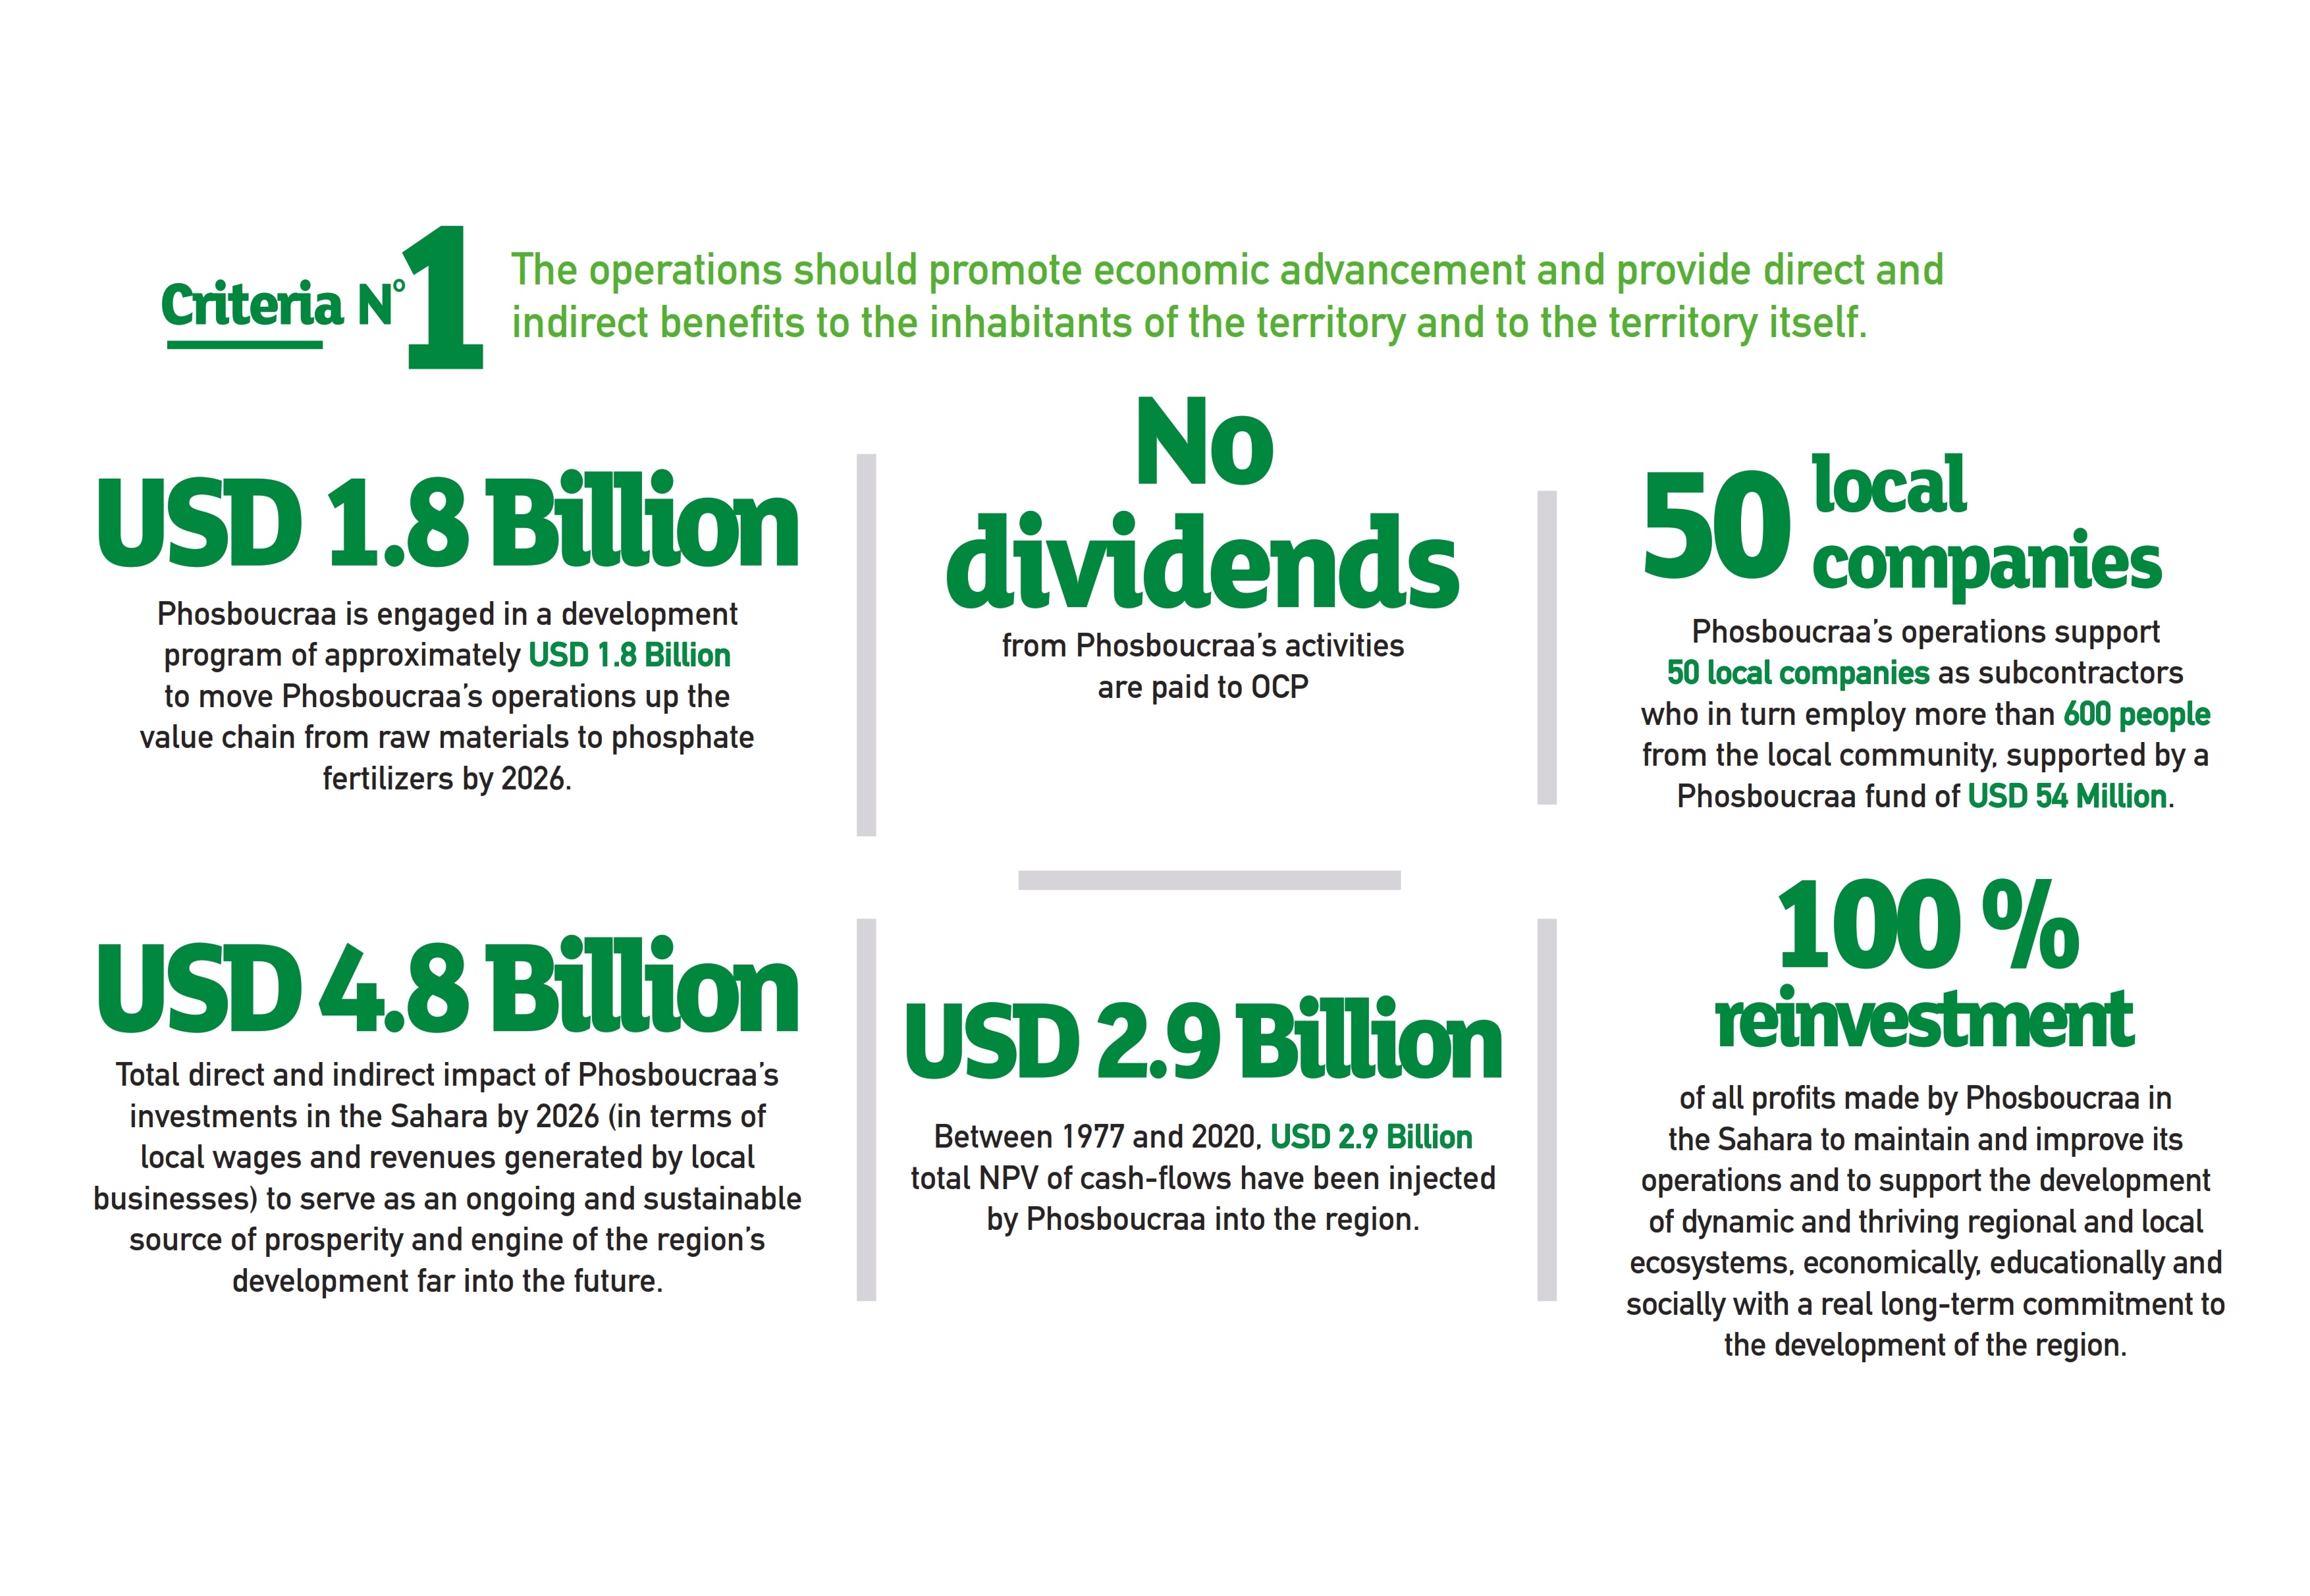 Criteria N° 1
The operations should promote economic advancement and provide direct and
indirect benefits to the inhabitants of the territory and to the territory itself.
USD 1.8 Billion
Phosboucraa is engaged in a development
program of approximately USD 1.8 Billion
to move Phosboucraa's operations up the
value chain from raw materials to phosphate
fertilizers by 2026.
No
dividends
from Phosboucraa's activities
are paid to OCP
50 local
companies
Phosboucraa's operations support
50 local companies as subcontractors
who in turn employ more than 600 people
from the local community, supported by a
Phosboucraa fund of USD 54 Million.
USD 4.8 Billion
Total direct and indirect impact of Phosboucraa's
investments in the Sahara by 2026 (in terms of
local wages and revenues generated by local
businesses) to serve as an ongoing and sustainable
source of prosperity and engine of the region's
development far into the future.
USD 2.9 Billion
Between 1977 and 2020, USD 2.9 Billion
total NPV of cash-flows have been injected
by Phosboucraa into the region.
100 %
reinvestment
of all profits made by Phosboucraa in
the Sahara to maintain and improve its
operations and to support the development
of dynamic and thriving regional and local
ecosystems, economically, educationally and
socially with a real long-term commitment to
the development of the region.